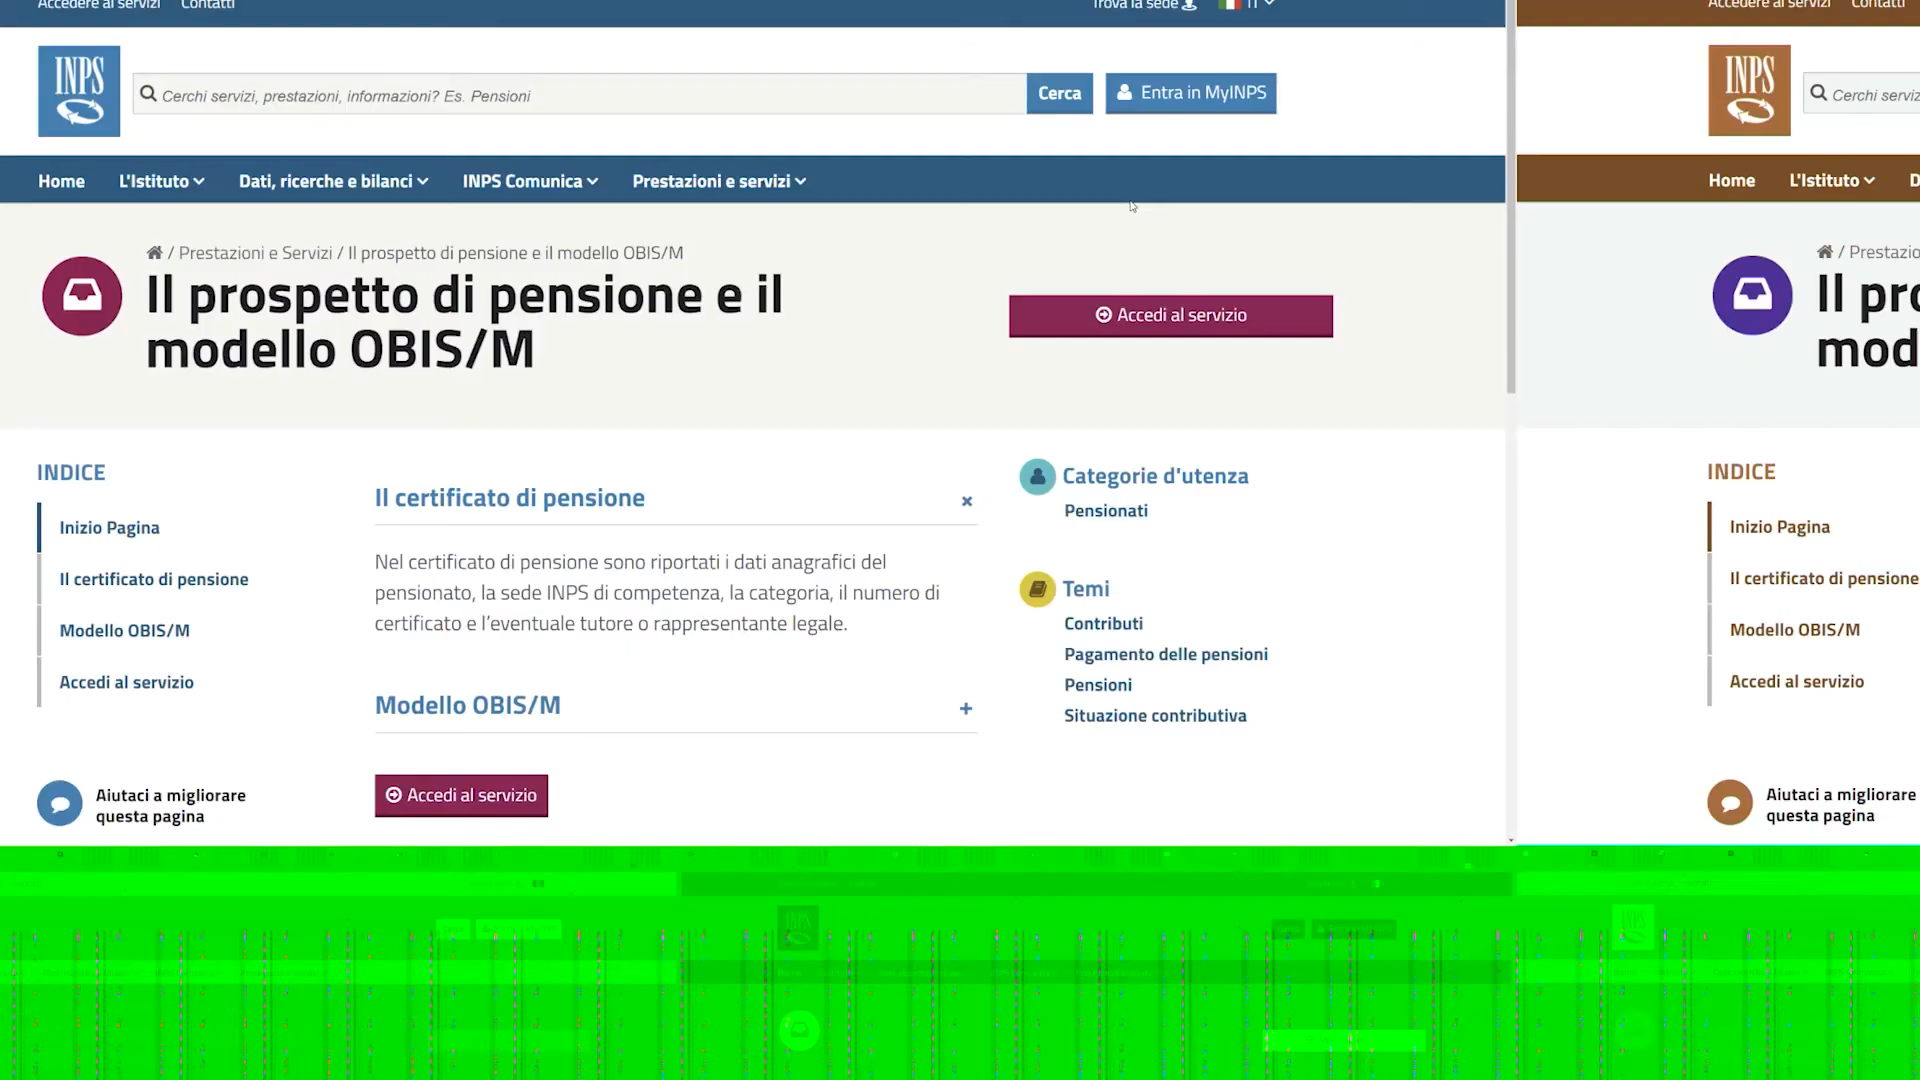 Accedere ai servizi Contatti Trova la sede IT
INPS
Cerchi servizi, prestazioni, informazioni? Es. Pensioni
Cerca
Entra in MyINPS
Home L'Istituto Dati, ricerche e bilanci INPS Comunica Prestazioni e servizi
/ Prestazioni e Servizi / Il prospetto di pensione e il modello OBIS/M
Il prospetto di pensione e il
modello OBIS/M
Accedi al servizio
INDICE
Inizio Pagina
Il certificato di pensione
Modello OBIS/M
Accedi al servizio
Aiutaci a migliorare
questa pagina
Il certificato di pensione
Nel certificato di pensione sono riportati i dati anagrafici del
pensionato, la sede INPS di competenza, la categoria, il numero di
certificato e l’eventuale tutore o rappresentante legale.
Modello OBIS/M
Accedi al servizio
Categorie d'utenza
Pensionati
Temi
Contributi
Pagamento delle pensioni
Pensioni
Situazione contributiva
Accedere ai servizi Contatti
INPS
Cerchi serviz
Home L'Istituto D
/ Prestazio
Il pro
mod
INDICE
Inizio Pagina
Il certificato di pensione
Modello OBIS/M
Accedi al servizio
Aiutaci a migliorare
questa pagina
INPS
INPS